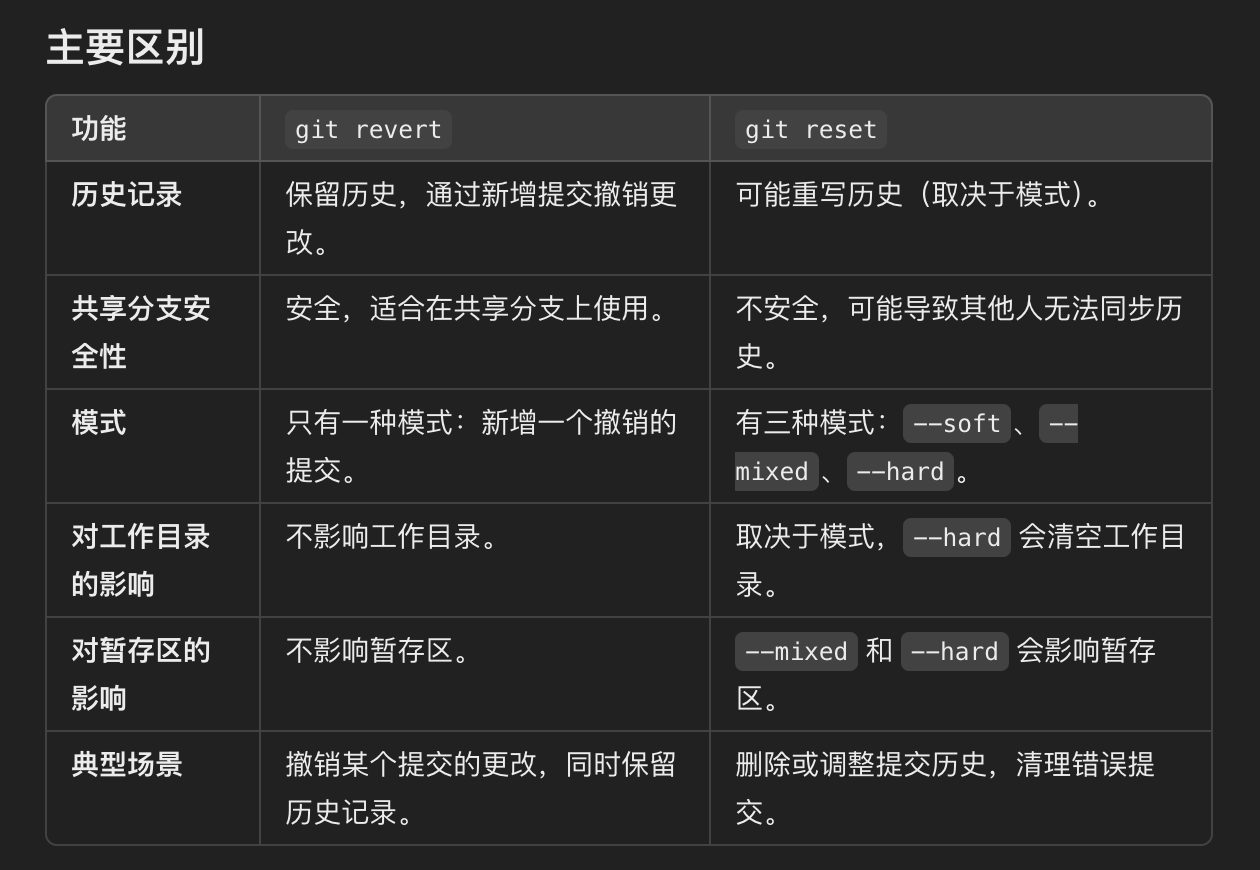 主要区别
功能 git revert git reset
历史记录 保留历史，通过新增提交撤销更 可能重写历史（取决于模式）。
改。
共享分支安 安全，适合在共享分支上使用。 不安全，可能导致其他人无法同步历
全性 史。
模式 只有一种模式：新增一个撤销的 有三种模式： --soft 、 --
提交。 mixed 、 --hard 。
对工作目录 不影响工作目录。 取决于模式， --hard 会清空工作目
的影响 录。
对暂存区的 不影响暂存区。 --mixed 和 --hard 会影响暂存
影响 区。
典型场景 撤销某个提交的更改，同时保留 删除或调整提交历史，清理错误提
历史记录。 交。